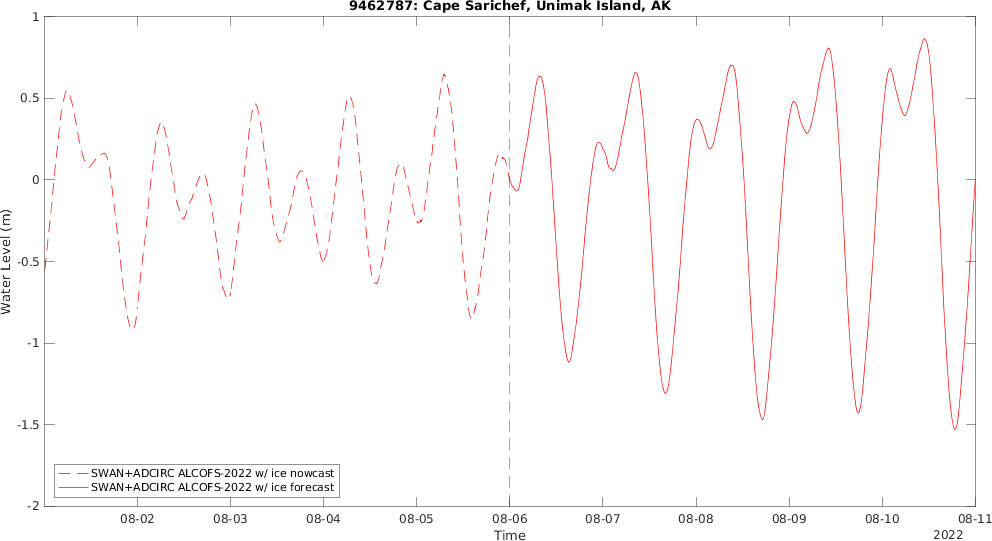 9462787: Cape Sarichef, Unimak Island, AK
1
0.5
0
-0.5
-1
-1.5
-2
Water Level (m)
SWAN+ADCIRC ALCOFS-2022 w/ ice nowcast
SWAN+ADCIRC ALCOFS-2022 w/ ice forecast
08-02 08-03 08-04 08-05 08-06 08-07 08-08 08-09 08-10 08-11
Time
2022